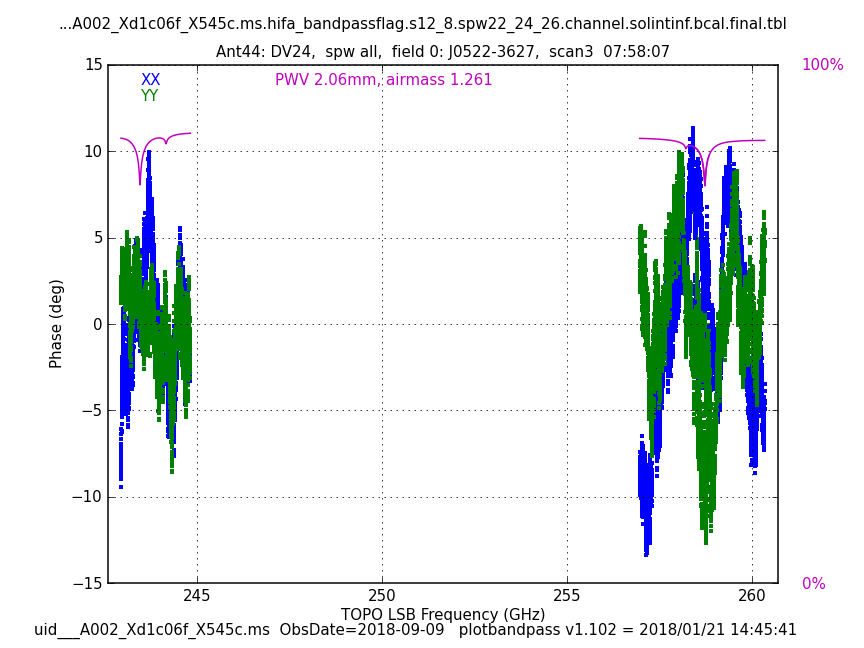 ...A002_Xd1c06f_X545c.ms.hifa_bandpassflag.s12_8.spw22_24_26.channel.solintinf.bcal.final.tbl
Ant44: DV24,  spw all,  field 0: J0522-3627,  scan3  07:58:07
15
100%
XX
PWV 2.06mm, airmass 1.261
YY
10
5
Phase (deg)
0
−5
−10
−15
0%
245
250
255
260
TOPO LSB Frequency (GHz)
uid___A002_Xd1c06f_X545c.ms  ObsDate=2018-09-09   plotbandpass v1.102 = 2018/01/21 14:45:41